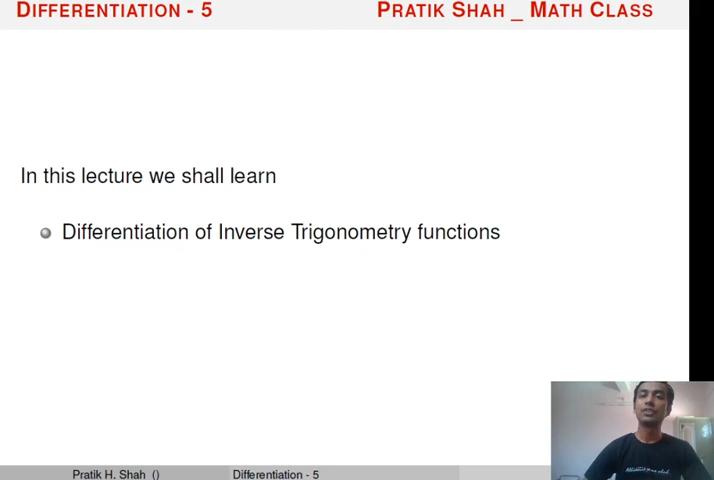 DIFFERENTIATION - 5
PRATIK SHAH _ MATH CLASS
In this lecture we shall learn
Differentiation of Inverse Trigonometry functions
Pratik H. Shah ()
Differentiation - 5